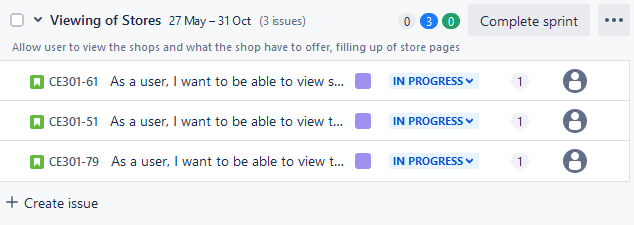 Viewing of Stores 27 May – 31 Oct (3 issues) 0 3 0 Complete sprint
Allow user to view the shops and what the shop have to offer, filling up of store pages
CE301-61 As a user, I want to be able to view s... IN PROGRESS 1
CE301-51 As a user, I want to be able to view t... IN PROGRESS 1
CE301-79 As a user, I want to be able to view t... IN PROGRESS 1
+ Create issue